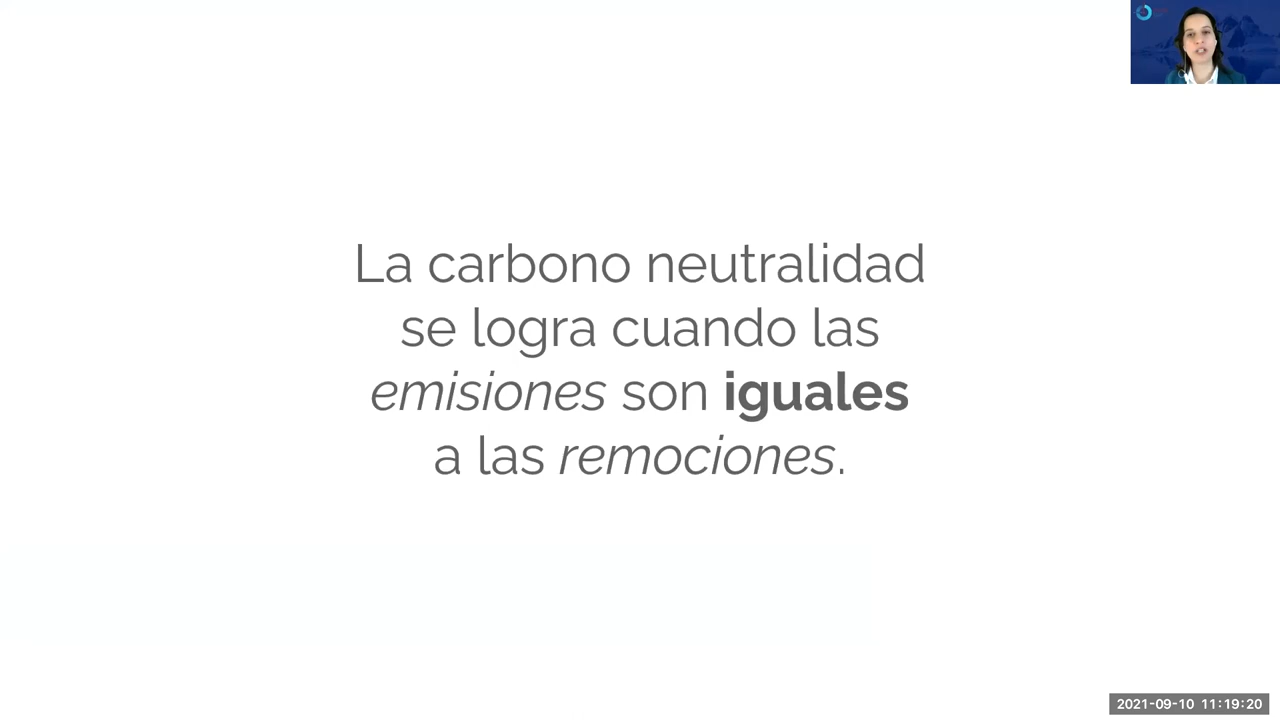 La carbono neutralidad
se logra cuando las
emisiones son iguales
a las remociones.
2021-09-10 11:19:20